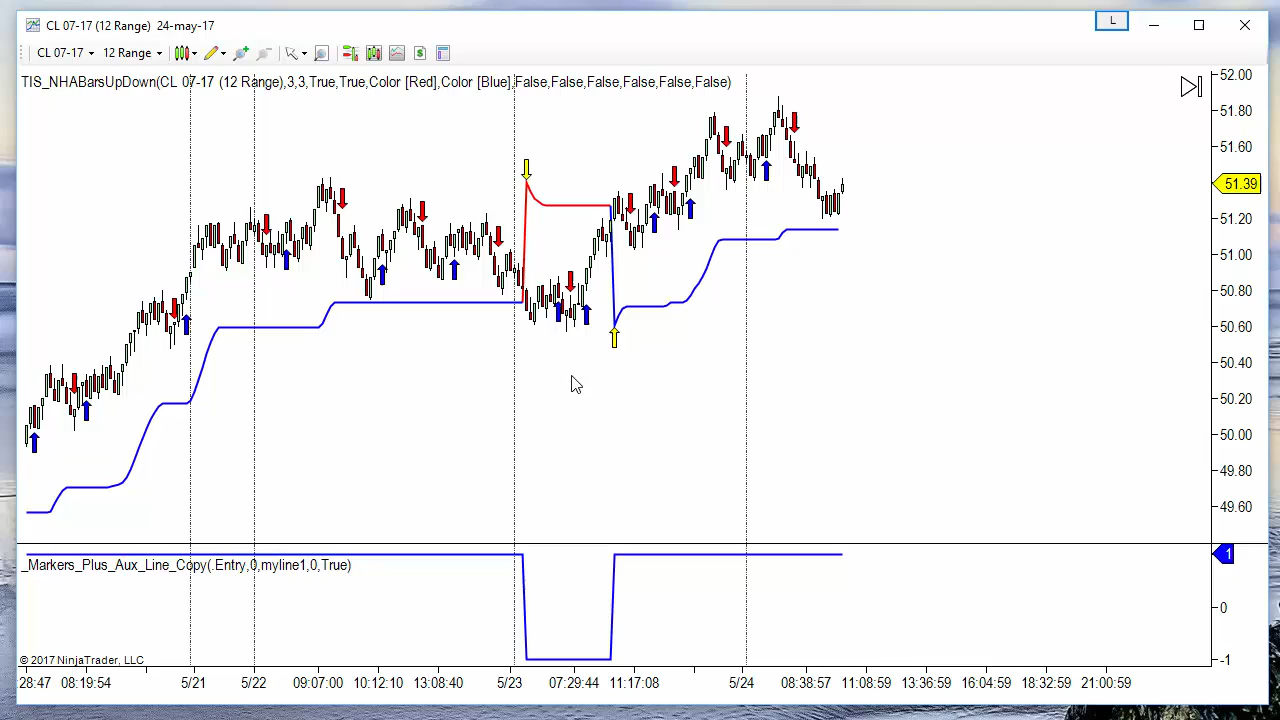 CL 07-17 (12 Range) 24-may-17
L
CL 07-17 12 Range
$
TIS_NHABarsUpDown(CL 07-17 (12 Range),3,3,True,True,Color [Red],Color [Blue],False,False,False,False,False,False)
52.00
51.80
51.60
51.39
51.20
51.00
50.80
50.60
50.40
50.20
50.00
49.80
49.60
_Markers_Plus_Aux_Line_Copy(.Entry,0,myline1,0,True)
1
0
-1
© 2017 NinjaTrader, LLC
28:47 08:19:54 5/21 5/22 09:07:00 10:12:10 13:08:40 5/23 07:29:44 11:17:08 5/24 08:38:57 11:08:59 13:36:59 16:04:59 18:32:59 21:00:59